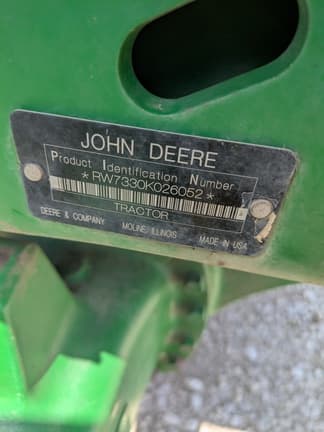 JOHN DEERE
Product Identification Number
*RW7330K026052*
TRACTOR
DEERE & COMPANY MOLINE, ILLINOIS MADE IN USA